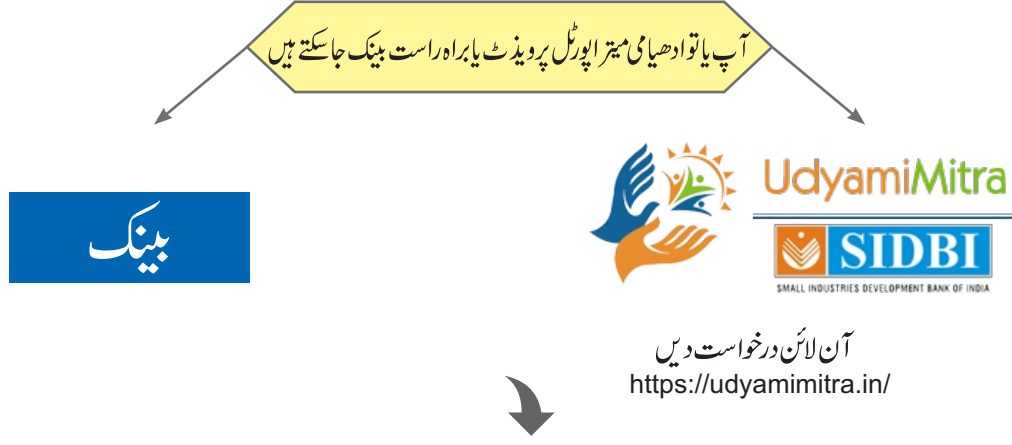 آپ یا تو ادھیامی میترا پورٹل پر ویذٹ یا براہ راست بینک جا سکتے ہیں
بینک
UdyamiMitra
SIDBI
SMALL INDUSTRIES DEVELOPMENT BANK OF INDIA
آن لائن درخواست دیں
https://udyamimitra.in/